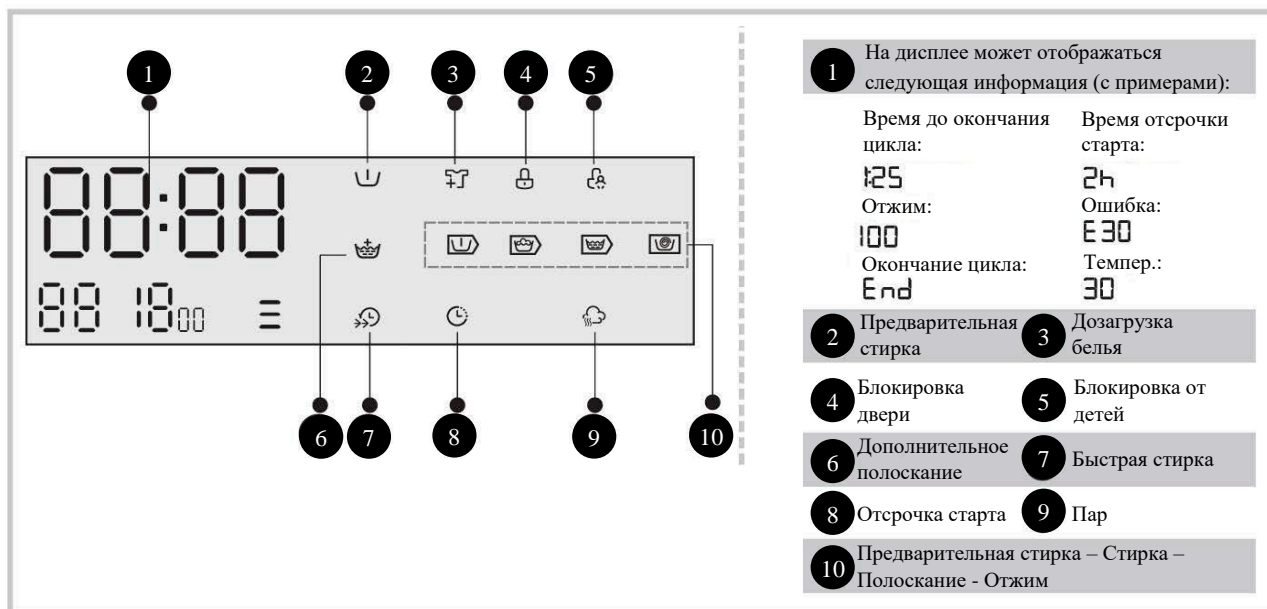 1
2
3
4
5
88:88
88 18 00
6
7
8
9
10
1 На дисплее может отображаться
следующая информация (с примерами):
Время до окончания
цикла:
1:25
Время отсрочки
старта:
2h
Отжим:
100
Ошибка:
E30
Окончание цикла:
End
Темпер.:
30
2 Предварительная
стирка
3 Дозагрузка
белья
4 Блокировка
двери
5 Блокировка от
детей
6 Дополнительное
полоскание
7 Быстрая стирка
8 Отсрочка старта
9 Пар
10 Предварительная стирка – Стирка –
Полоскание - Отжим